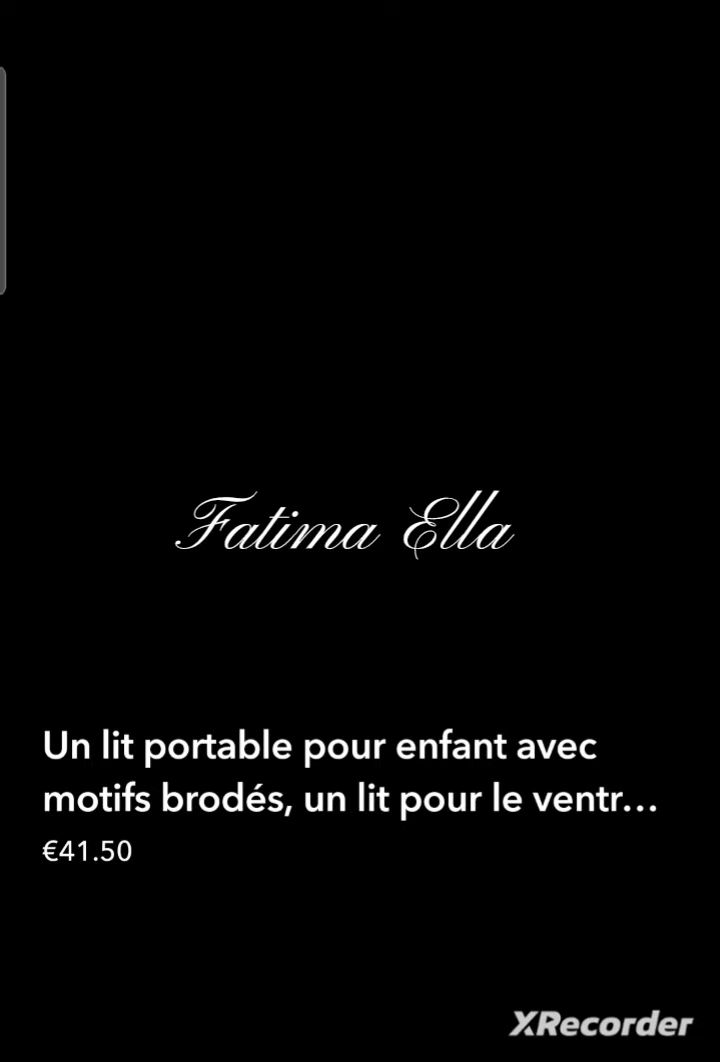 Fatima Ella
Un lit portable pour enfant avec
motifs brodés, un lit pour le ventr...
€41.50
XRecorder